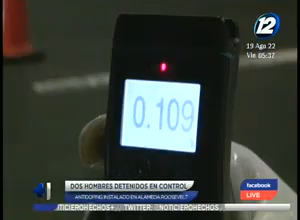 12
19 Ago 22
Vie 05:37
0.109
DOS HOMBRES DETENIDOS EN CONTROL
ANTIDOPING INSTALADO EN ALAMEDA ROOSEVELT
facebook
LIVE
NOTICIEROHECHOS+ TWITTER: NOTICIEROHECHOS